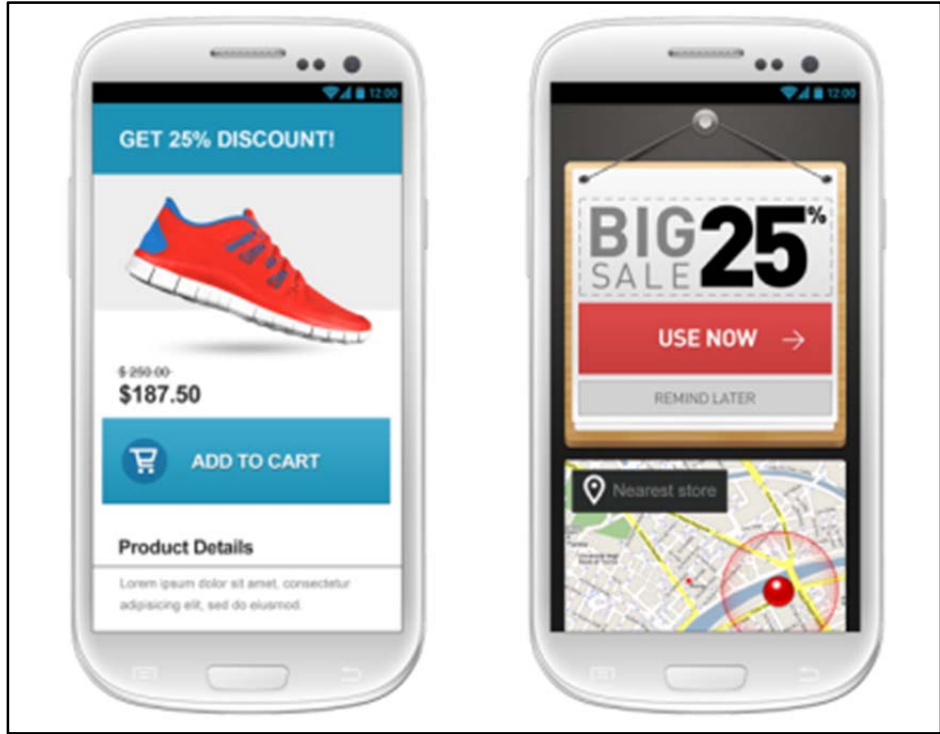 12:00
GET 25% DISCOUNT!
$ 250.00
$187.50
ADD TO CART
Product Details
Lorem ipsum dolor sit amet, consectetur
adipisicing elit, sed do eiusmod.
12:00
BIG
SALE
25%
USE NOW
REMIND LATER
Nearest store